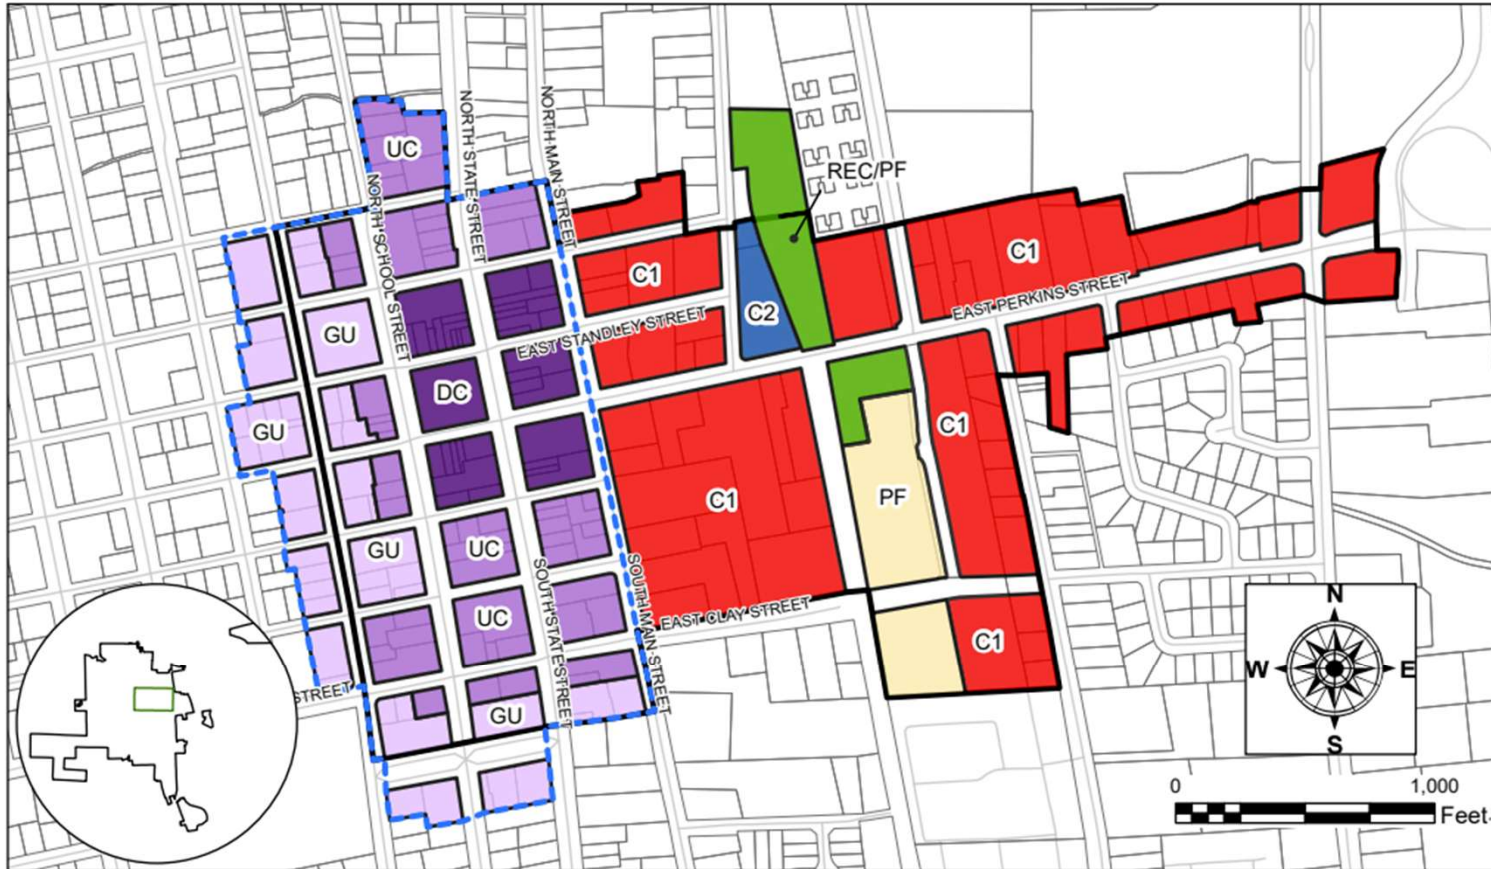 NORTH STATE STREET
NORTH MAIN STREET
UC
REC/PF
NORTH SCHOOL STREET
C1
C1
EAST PERKINS STREET
C2
GU
EAST STANDLEY STREET
DC
GU
C1
PF
C1
GU
UC
SOUTH STATE STREET
SOUTH MAIN STREET
UC
EAST CLAY STREET
C1
STREET
GU
N
W
E
S
0
1,000
Feet